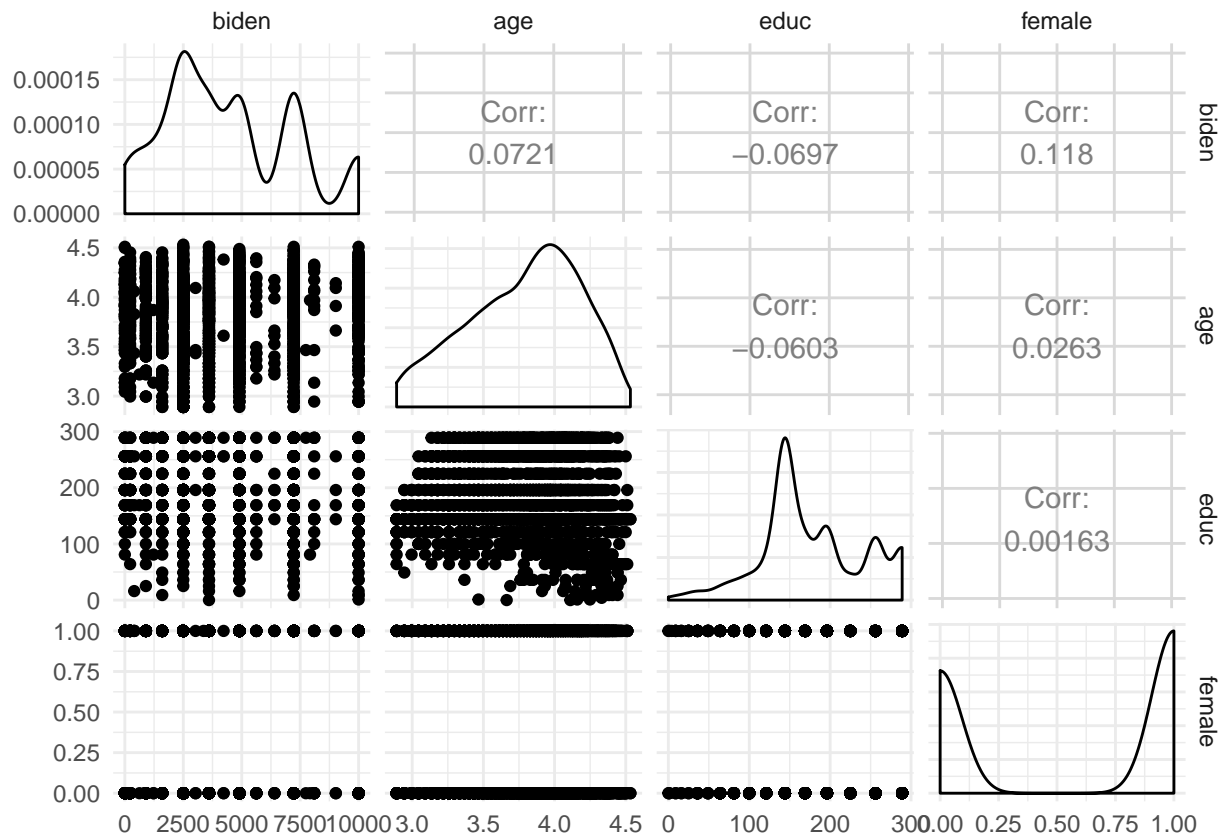 biden age educ female
0.00015
0.00010
0.00005
0.00000
Corr:
0.0721
Corr:
−0.0697
Corr:
0.118
biden
4.5
4.0
3.5
3.0
Corr:
−0.0603
Corr:
0.0263
age
300
200
100
0
Corr:
0.00163
educ
1.00
0.75
0.50
0.25
0.00
female
0 2500 5000 7500 10000 3.0 3.5 4.0 4.5 0 100 200 300 0.00 0.25 0.50 0.75 1.00